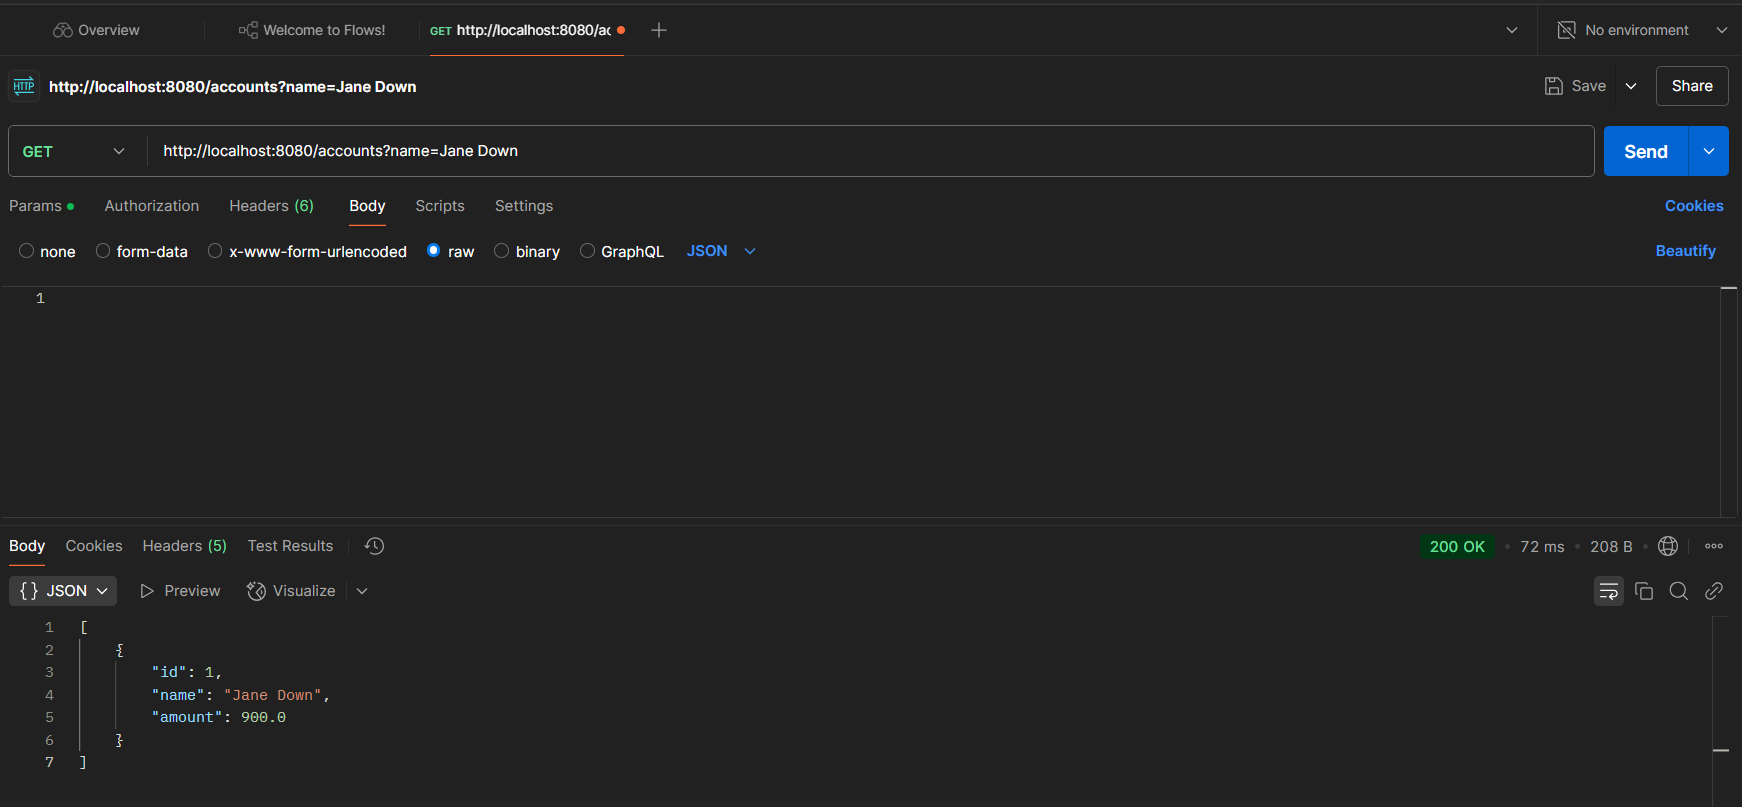 Overview Welcome to Flows! GET http://localhost:8080/ac No environment
HTTP http://localhost:8080/accounts?name=Jane Down Save Share
GET http://localhost:8080/accounts?name=Jane Down Send
Params Authorization Headers (6) Body Scripts Settings Cookies
none form-data x-www-form-urlencoded raw binary GraphQL JSON Beautify
1
Body Cookies Headers (5) Test Results 200 OK • 72 ms • 208 B •
{} JSON Preview Visualize
1 [
2 {
3 "id": 1,
4 "name": "Jane Down",
5 "amount": 900.0
6 }
7 ]